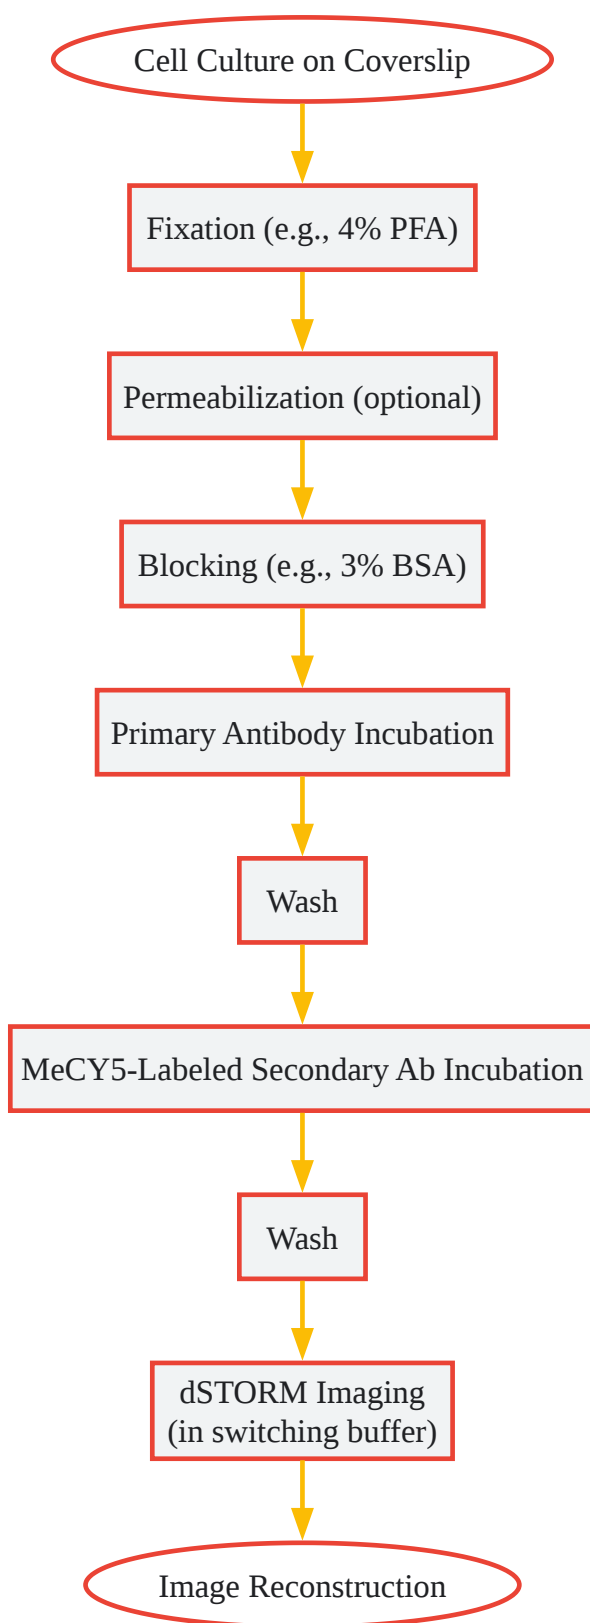 Cell Culture on Coverslip
Fixation (e.g., 4% PFA)
Permeabilization (optional)
Blocking (e.g., 3% BSA)
Primary Antibody Incubation
Wash
MeCY5-Labeled Secondary Ab Incubation
Wash
dSTORM Imaging
(in switching buffer)
Image Reconstruction